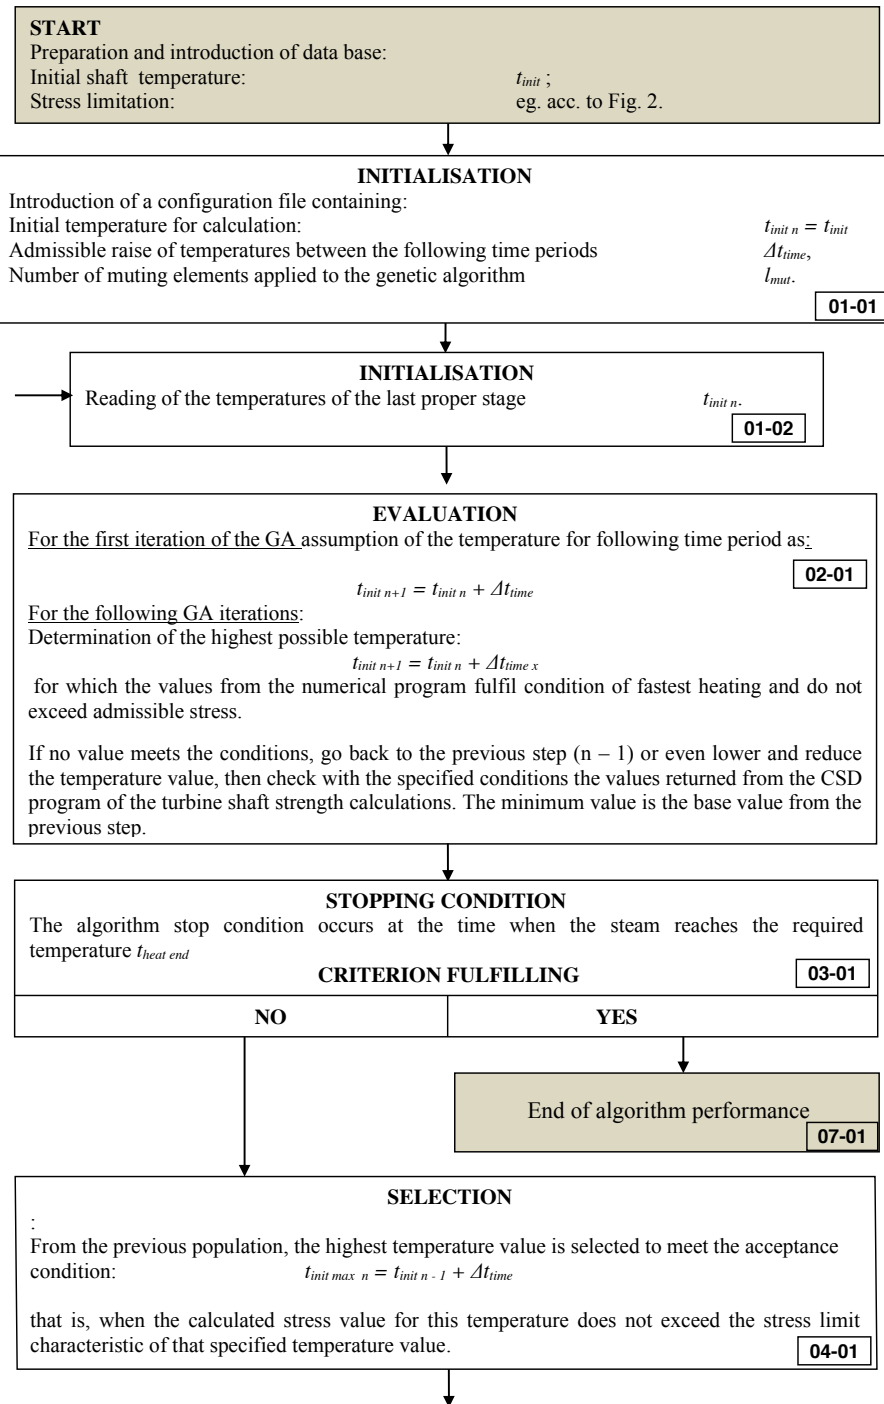 START
Preparation and introduction of data base:
Initial shaft temperature: t_init ;
Stress limitation: eg. acc. to Fig. 2.
INITIALISATION
Introduction of a configuration file containing:
Initial temperature for calculation: t_init n = t_init
Admissible raise of temperatures between the following time periods Δt_time,
Number of muting elements applied to the genetic algorithm l_mut.
01-01
INITIALISATION
Reading of the temperatures of the last proper stage t_init n.
01-02
EVALUATION
For the first iteration of the GA assumption of the temperature for following time period as:
02-01
t_init n+1 = t_init n + Δt_time
For the following GA iterations:
Determination of the highest possible temperature:
t_init n+1 = t_init n + Δt_time x
for which the values from the numerical program fulfil condition of fastest heating and do not
exceed admissible stress.
If no value meets the conditions, go back to the previous step (n – 1) or even lower and reduce
the temperature value, then check with the specified conditions the values returned from the CSD
program of the turbine shaft strength calculations. The minimum value is the base value from the
previous step.
STOPPING CONDITION
The algorithm stop condition occurs at the time when the steam reaches the required
temperature t_heat end
CRITERION FULFILLING
03-01
NO YES
End of algorithm performance
07-01
SELECTION
:
From the previous population, the highest temperature value is selected to meet the acceptance
condition: t_init max n = t_init n - 1 + Δt_time
that is, when the calculated stress value for this temperature does not exceed the stress limit
characteristic of that specified temperature value.
04-01